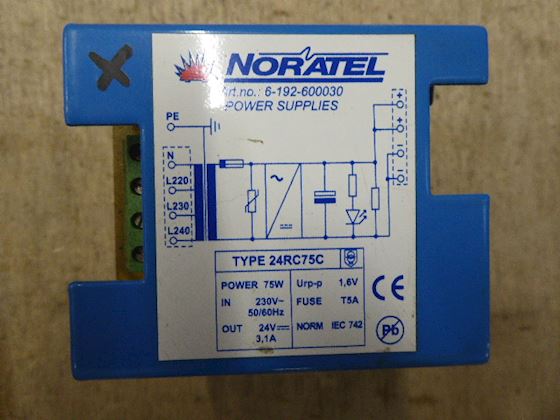 NORATEL
Art.no.: 6-192-600030
POWER SUPPLIES
PE
N
L220
L230
L240
+
+
-
-
~
TYPE 24RC75C
POWER 75W Urp-p 1,6V
IN 230V~ FUSE T5A
50/60Hz
OUT 24V⎓ NORM IEC 742
3,1A
CE
Pb